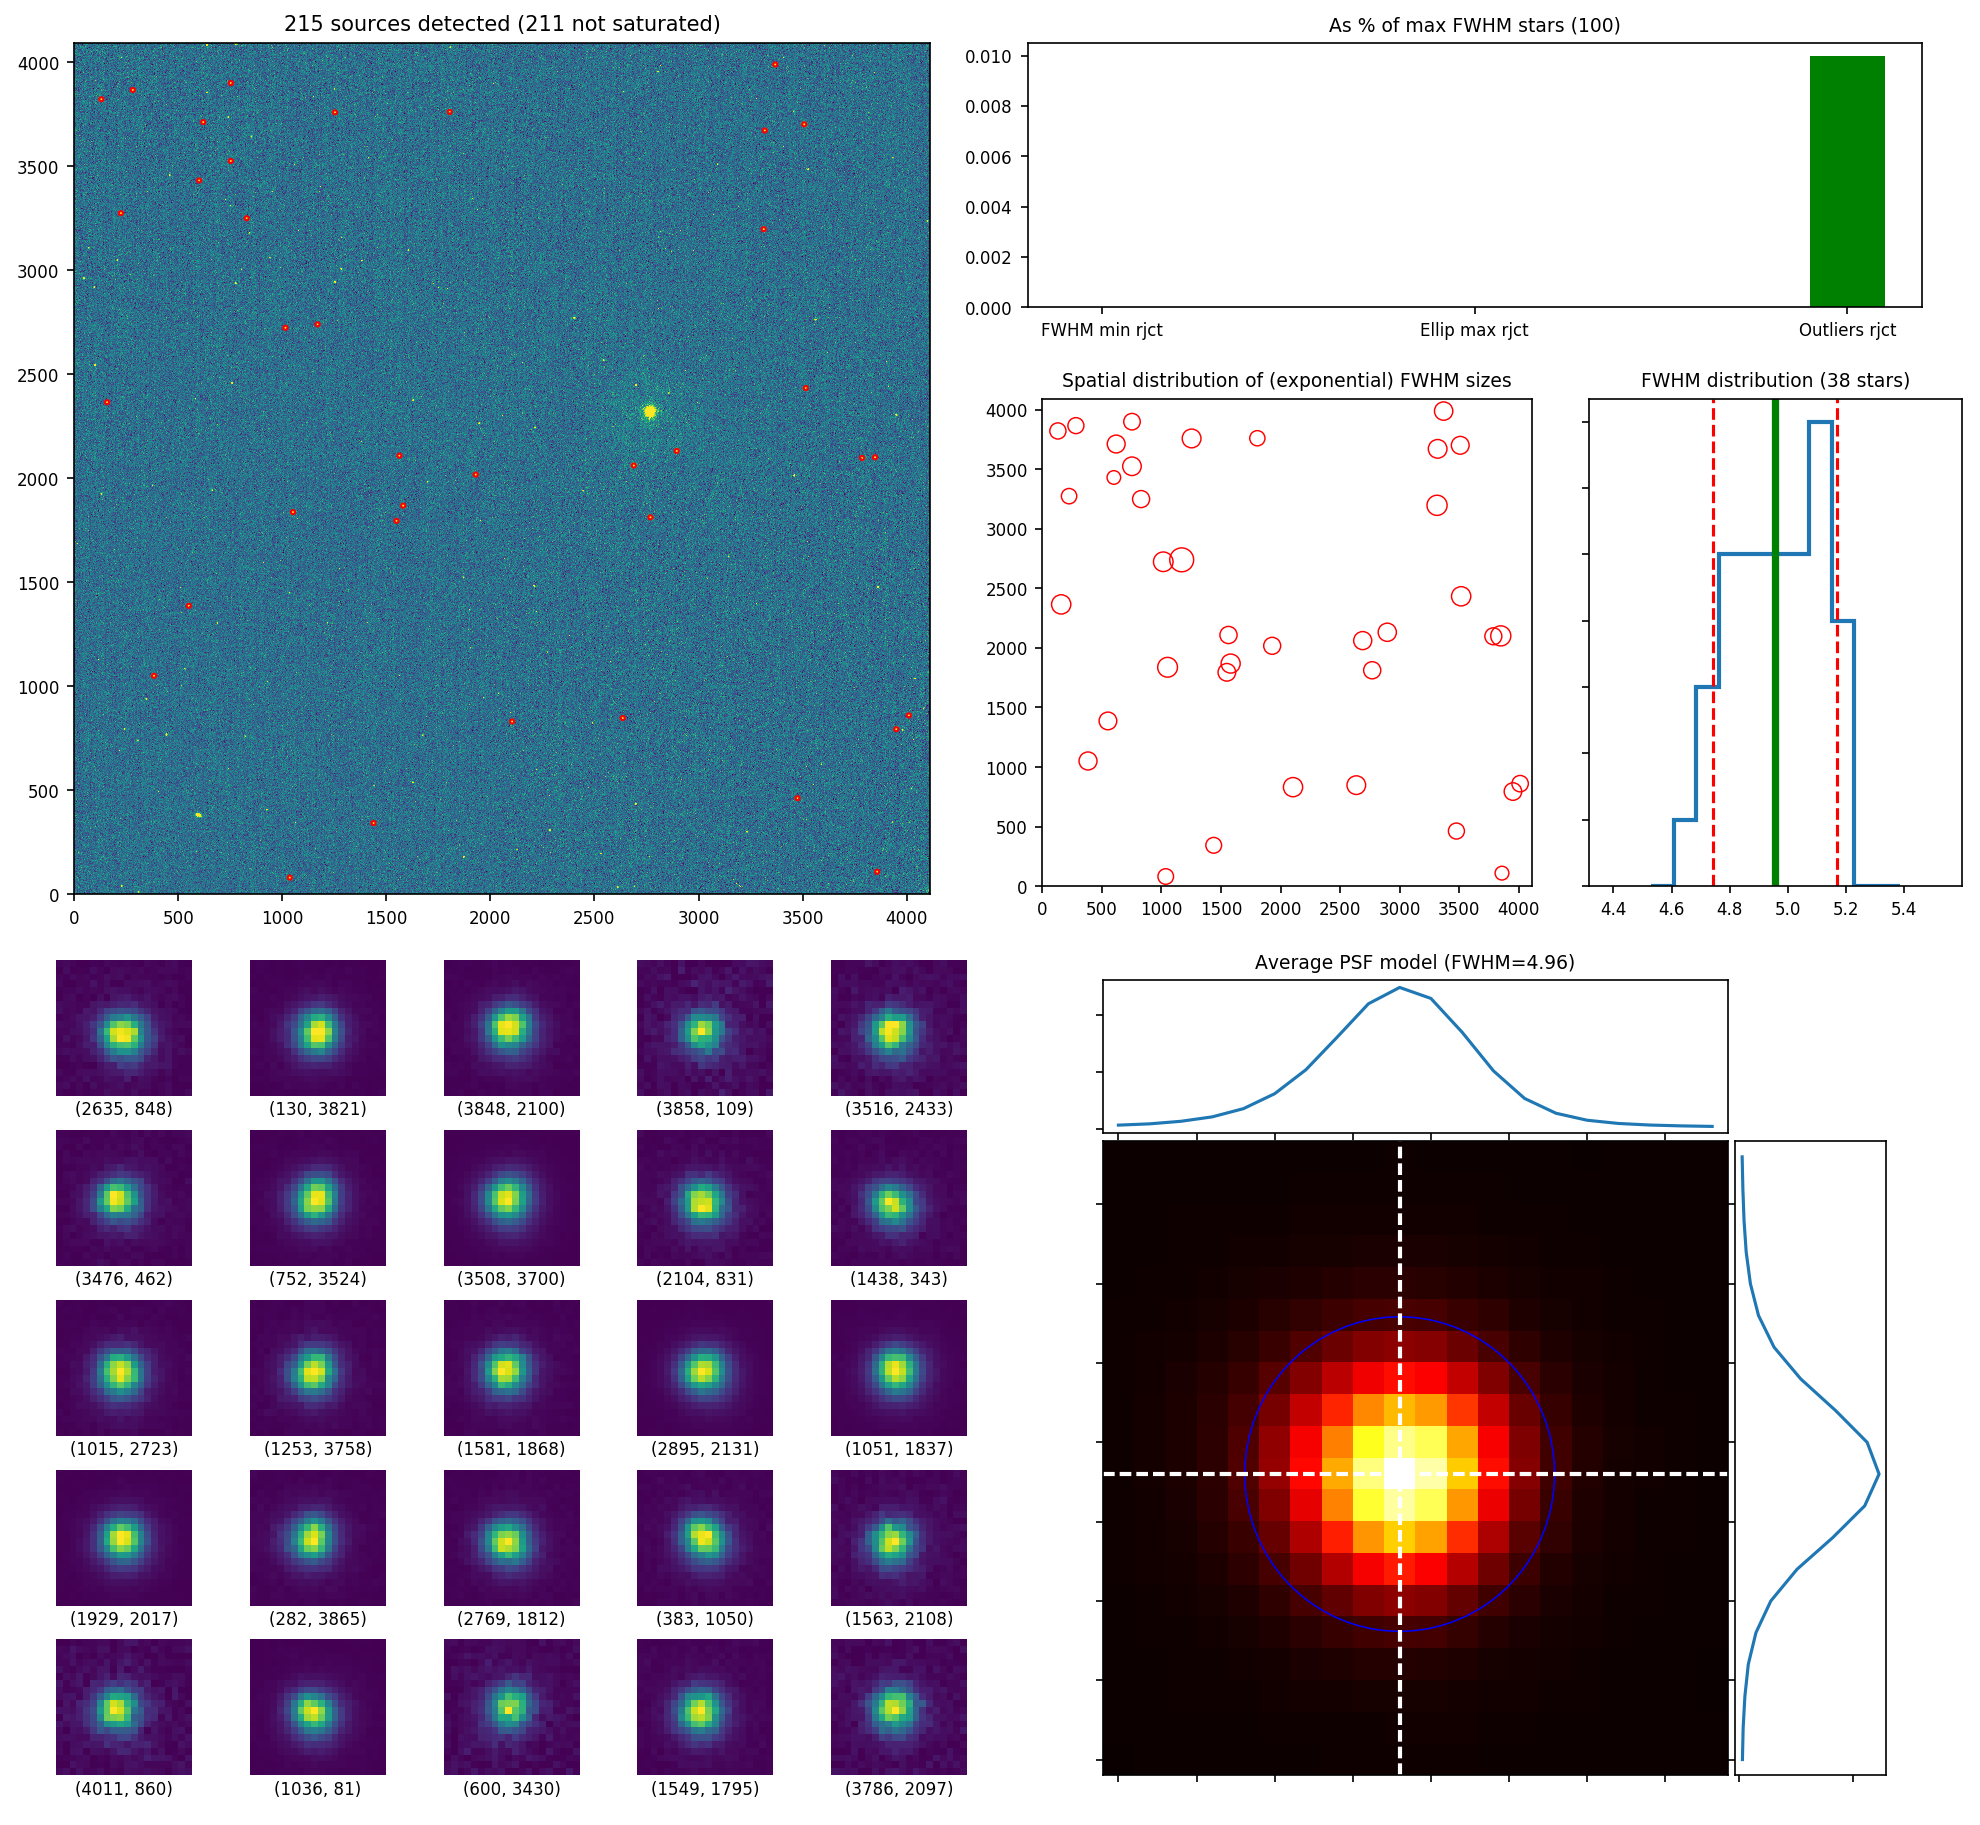 215 sources detected (211 not saturated)
4000
3500
3000
2500
2000
1500
1000
500
0
0 500 1000 1500 2000 2500 3000 3500 4000
As % of max FWHM stars (100)
0.010
0.008
0.006
0.004
0.002
0.000
FWHM min rjct Ellip max rjct Outliers rjct
Spatial distribution of (exponential) FWHM sizes
4000
3500
3000
2500
2000
1500
1000
500
0
0 500 1000 1500 2000 2500 3000 3500 4000
FWHM distribution (38 stars)
4.4 4.6 4.8 5.0 5.2 5.4
(2635, 848) (130, 3821) (3848, 2100) (3858, 109) (3516, 2433)
(3476, 462) (752, 3524) (3508, 3700) (2104, 831) (1438, 343)
(1015, 2723) (1253, 3758) (1581, 1868) (2895, 2131) (1051, 1837)
(1929, 2017) (282, 3865) (2769, 1812) (383, 1050) (1563, 2108)
(4011, 860) (1036, 81) (600, 3430) (1549, 1795) (3786, 2097)
Average PSF model (FWHM=4.96)